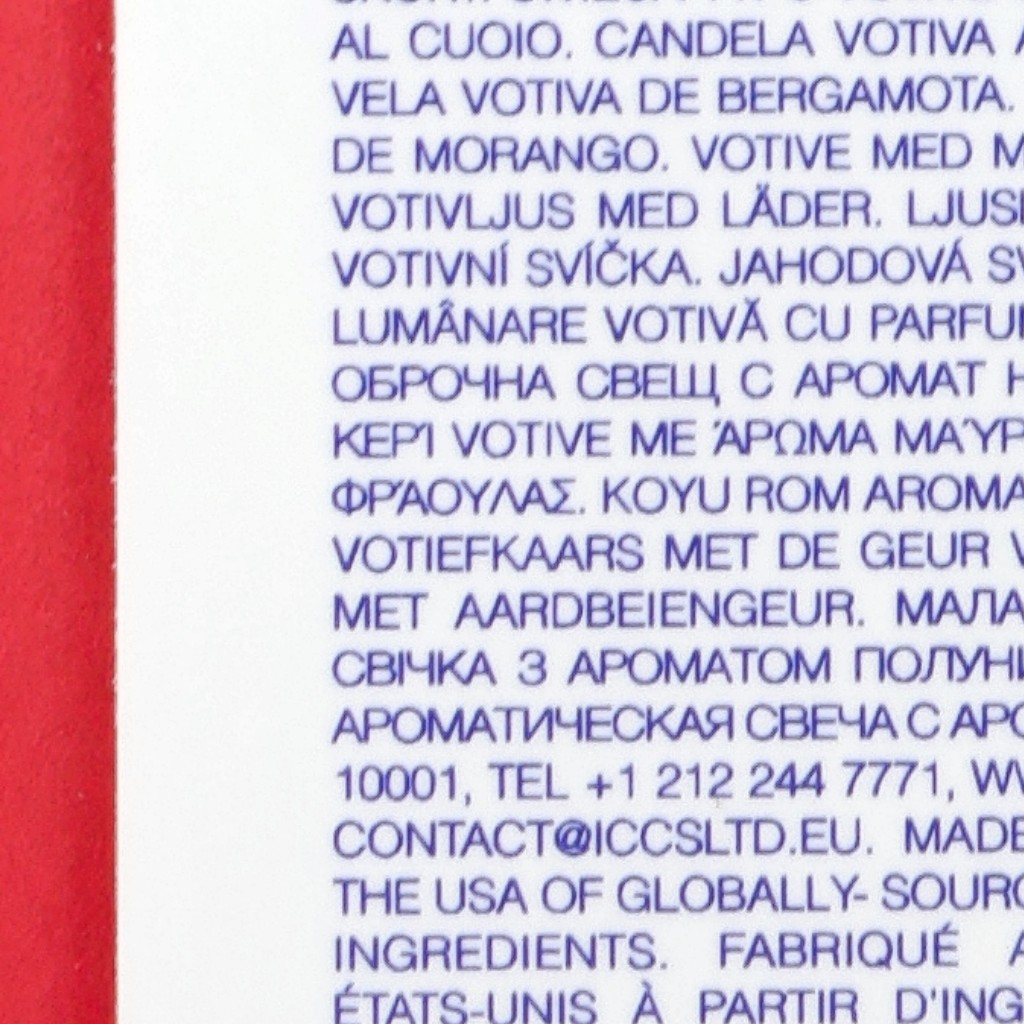 AL CUOIO. CANDELA VOTIVA
VELA VOTIVA DE BERGAMOTA.
DE MORANGO. VOTIVE MED
VOTIVLJUS MED LÄDER.
VOTIVNÍ SVÍČKA. JAHODOVÁ
LUMÂNARE VOTIVĂ CU
ОБРОЧНА СВЕЩ С АРОМАТ
ΚΕΡΊ VOTIVE ΜΕ ΆΡΩΜΑ
ΦΡΆΟΥΛΑΣ. KOYU ROM
VOTIEFKAARS MET DE GEUR
MET AARDBEIENGEUR.
СВІЧКА З АРОМАТОМ
АРОМАТИЧЕСКАЯ СВЕЧА С
10001, TEL +1 212 244 7771,
CONTACT@ICCSLTD.EU. MADE
THE USA OF GLOBALLY-
INGREDIENTS. FABRIQUÉ
ÉTATS-UNIS À PARTIR